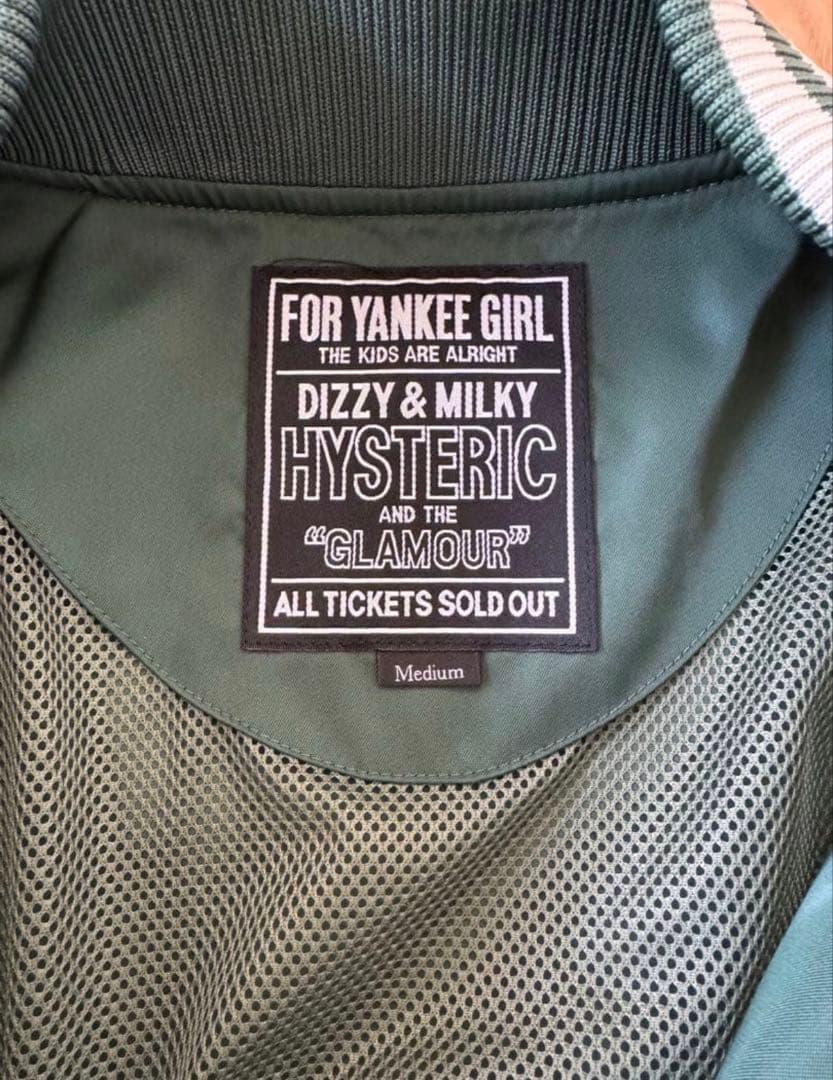 FOR YANKEE GIRL
THE KIDS ARE ALRIGHT
DIZZY & MILKY
HYSTERIC
AND THE
“GLAMOUR”
ALL TICKETS SOLD OUT
Medium